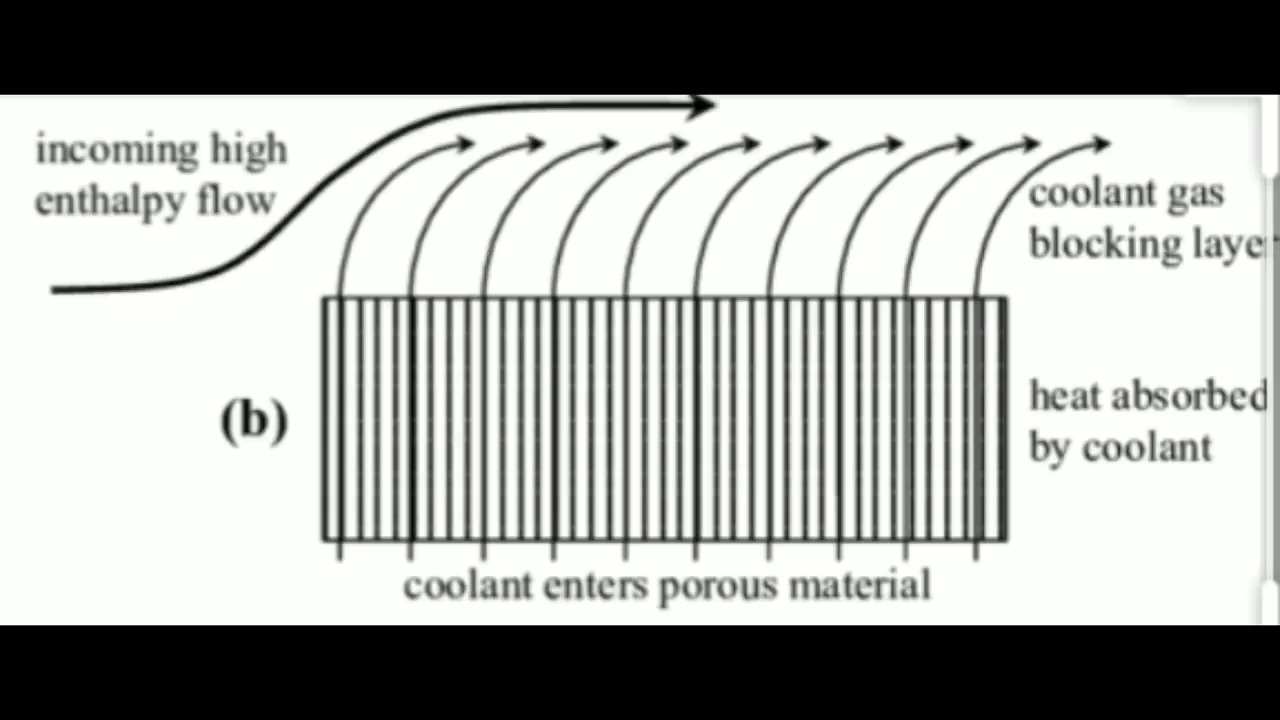 incoming high
enthalpy flow
coolant gas
blocking laye
(b)
heat absorbed
by coolant
coolant enters porous material